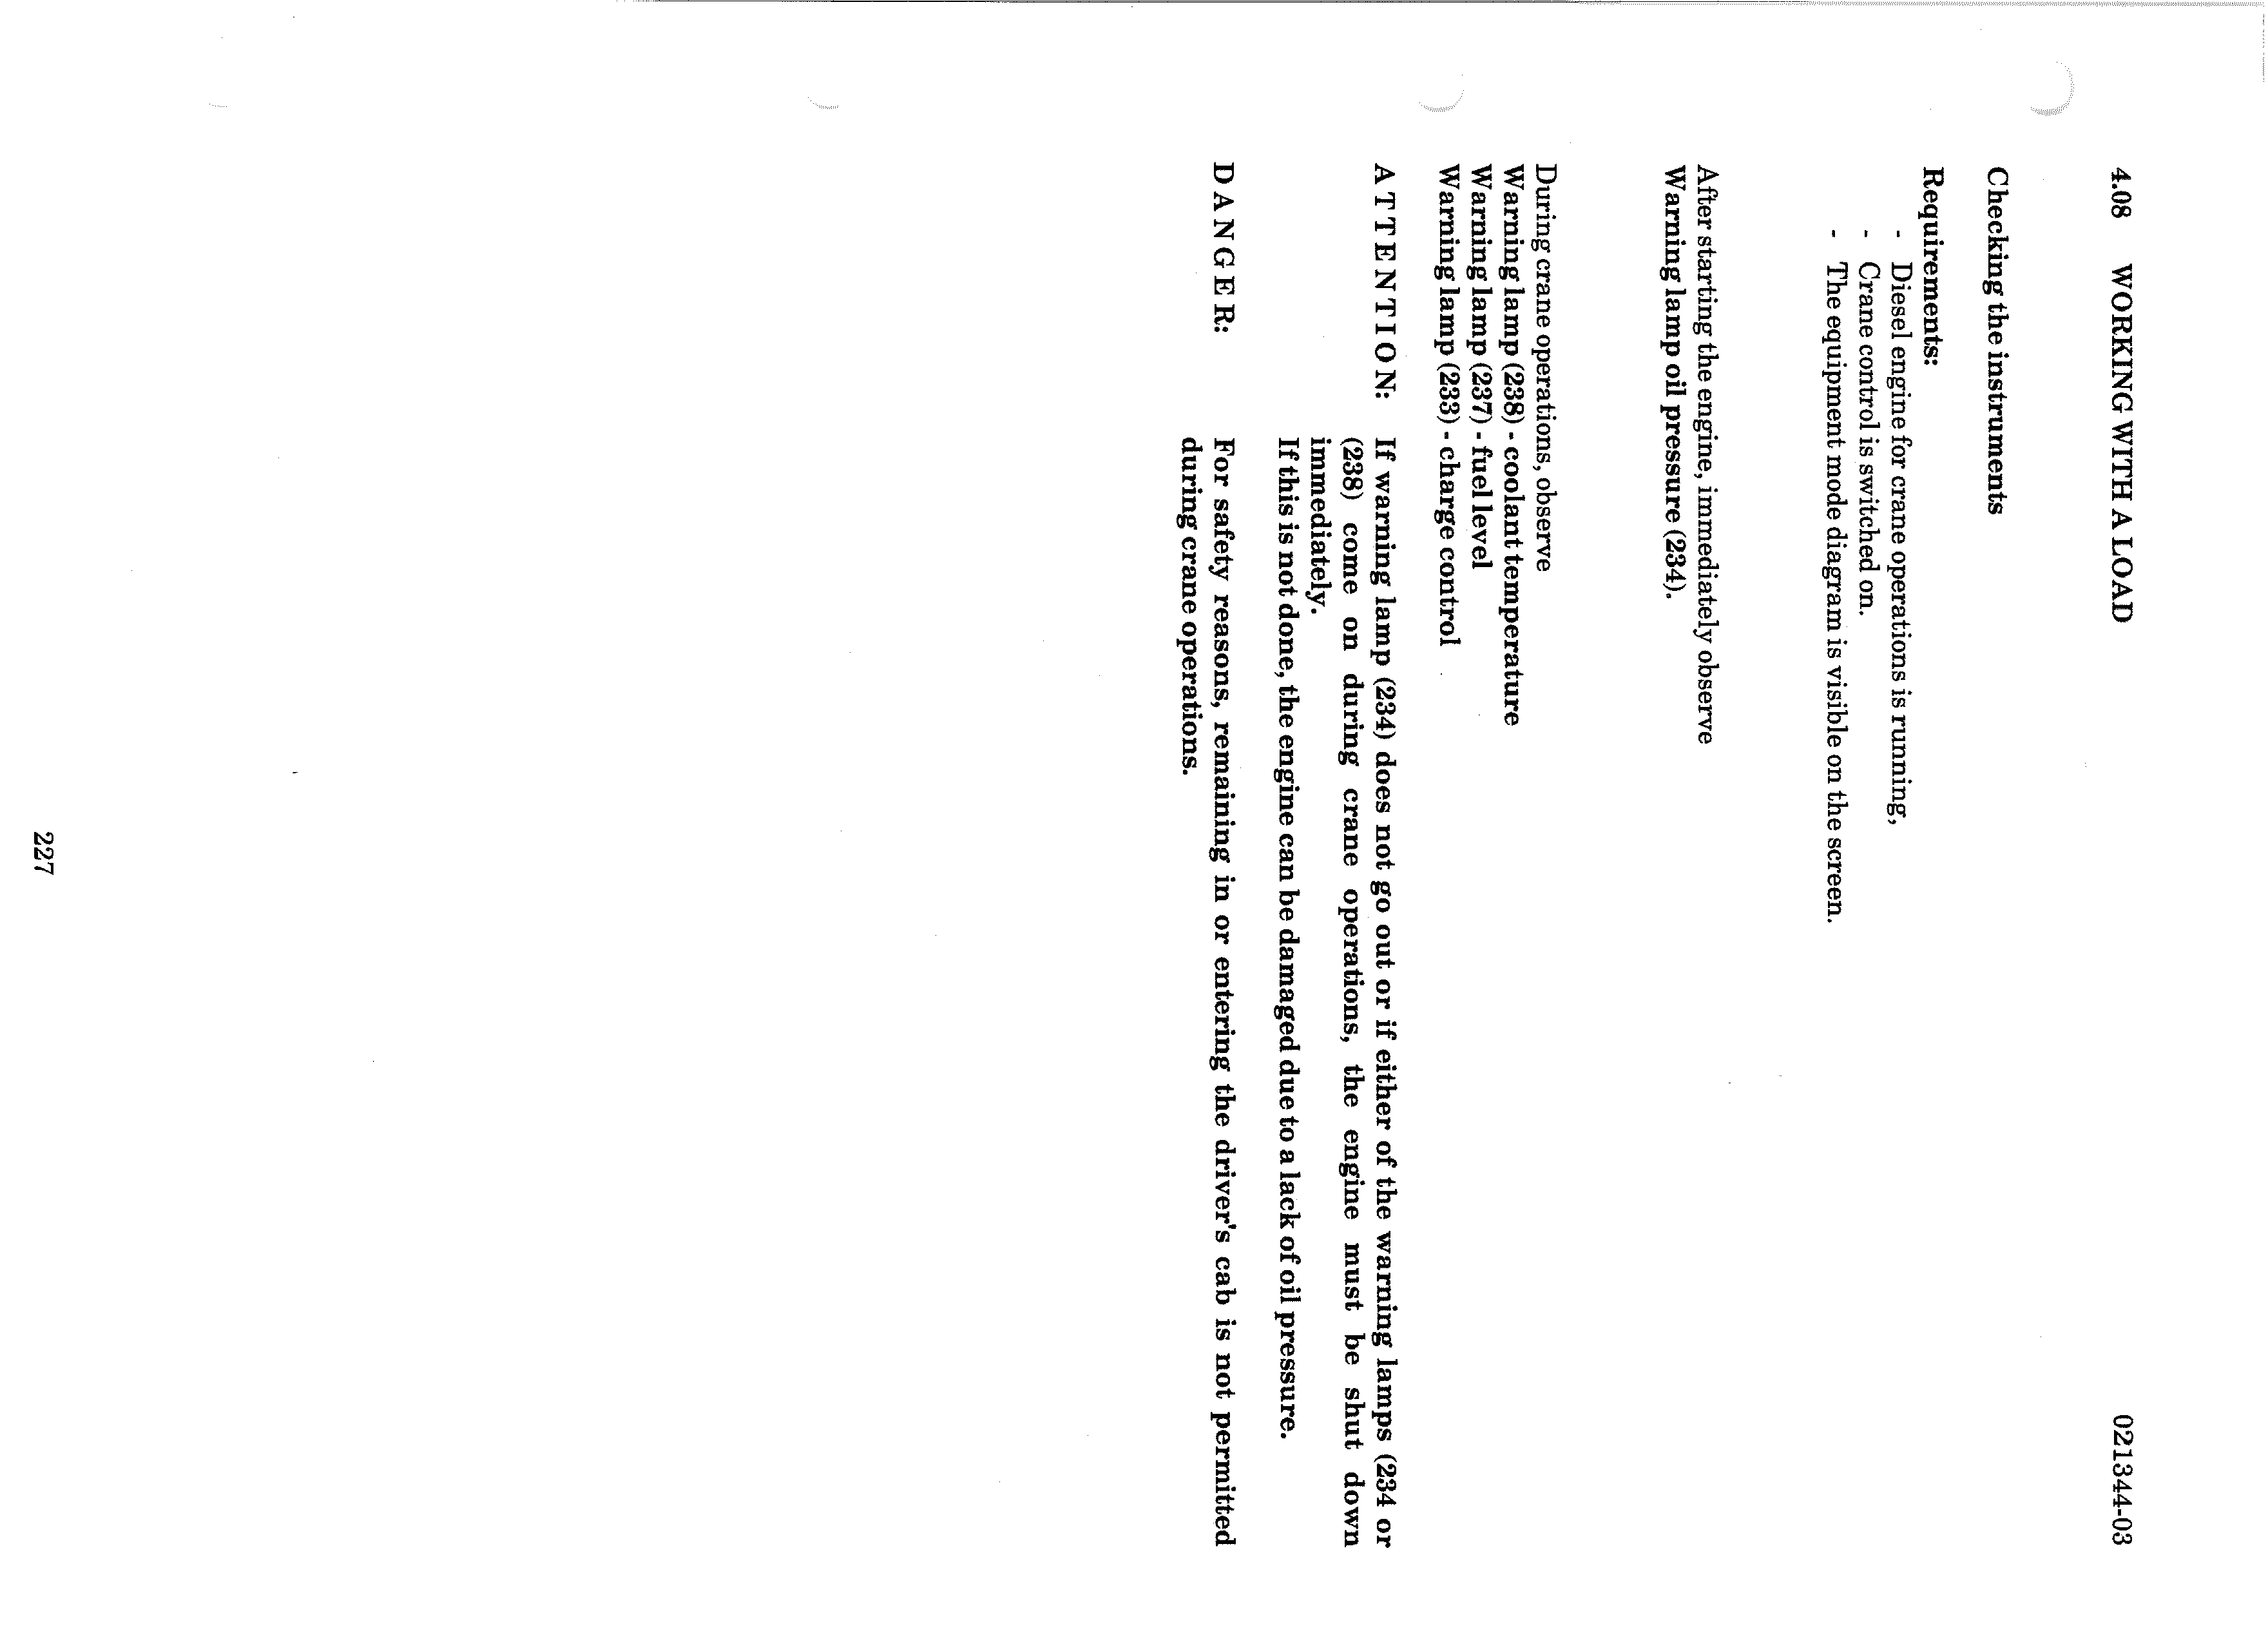 4.08 WORKING WITH A LOAD 021344-03
Checking the instruments
Requirements:
- Diesel engine for crane operations is running,
- Crane control is switched on.
- The equipment mode diagram is visible on the screen.
After starting the engine, immediately observe
Warning lamp oil pressure (234).
During crane operations, observe
Warning lamp (238) - coolant temperature
Warning lamp (237) - fuel level
Warning lamp (233) - charge control
A T T E N T I O N: If warning lamp (234) does not go out or if either of the warning lamps (234 or
(238) come on during crane operations, the engine must be shut down
immediately.
If this is not done, the engine can be damaged due to a lack of oil pressure.
D A N G E R: For safety reasons, remaining in or entering the driver's cab is not permitted
during crane operations.
227